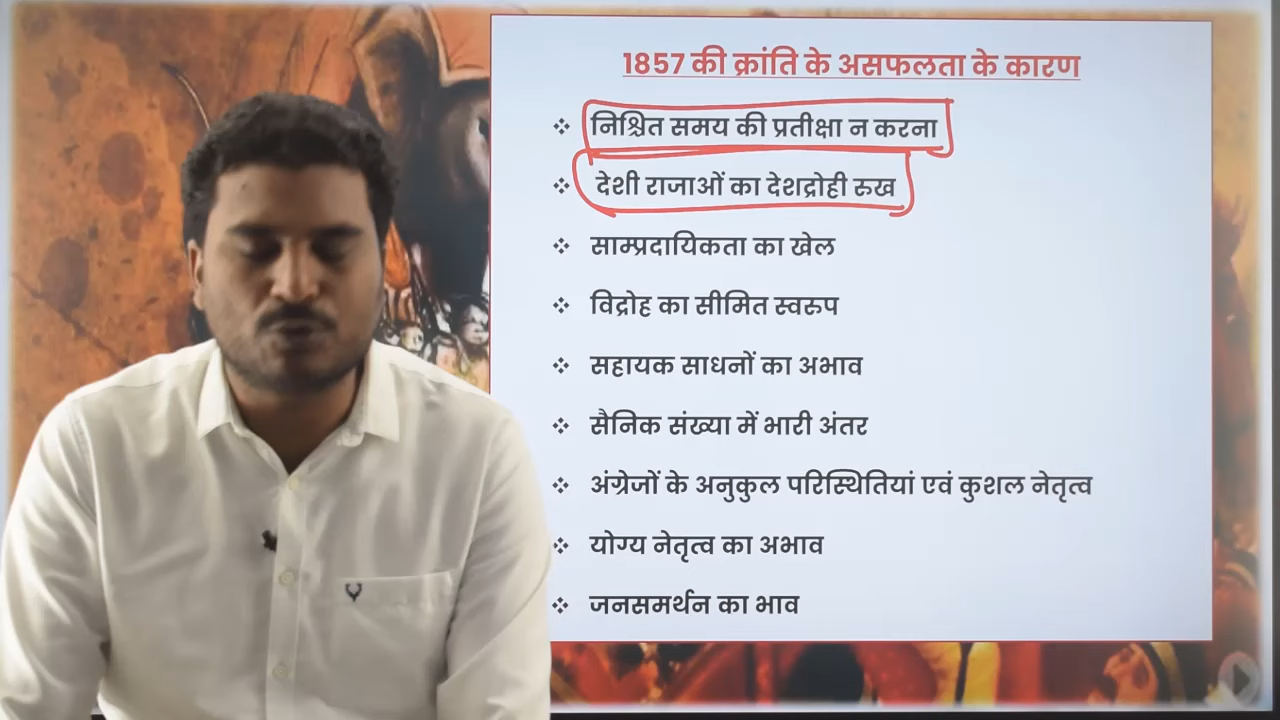 1857 की क्रांति के असफलता के कारण
निश्चित समय की प्रतीक्षा न करना
देशी राजाओं का देशद्रोही रुख
साम्प्रदायिकता का खेल
विद्रोह का सीमित स्वरुप
सहायक साधनों का अभाव
सैनिक संख्या में भारी अंतर
अंग्रेजों के अनुकुल परिस्थितियां एवं कुशल नेतृत्व
योग्य नेतृत्व का अभाव
जनसमर्थन का भाव